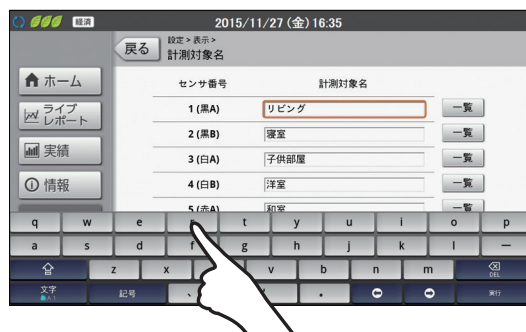 経済
2015/11/27 (金) 16:35
戻る
設定 > 表示 >
計測対象名
ホーム
ライブ
レポート
実績
情報
センサ番号 計測対象名
1 (黒A) リビング 一覧
2 (黒B) 寝室 一覧
3 (白A) 子供部屋 一覧
4 (白B) 洋室 一覧
5 (赤A) 和室 一覧
q w e r t y u i o p
a s d f g h j k l ー
z x v b n m DEL
文字 記号 、 . 実行
あA1